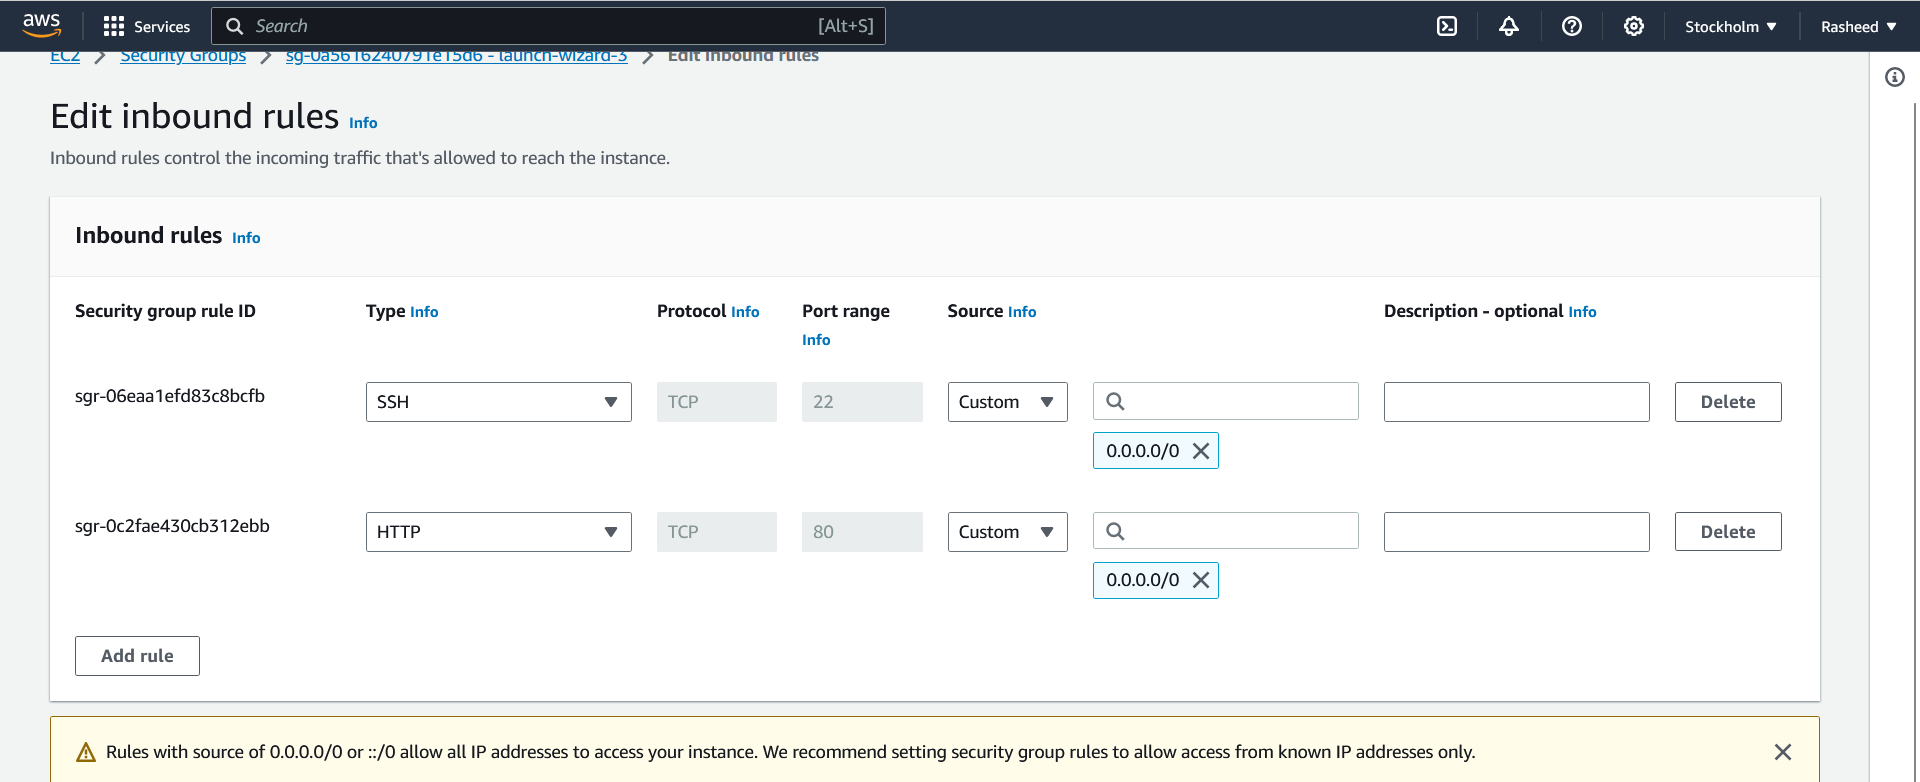 aws Services Search [Alt+S] Stockholm Rasheed
EC2 Security Groups sg-0a5616240791e15d6 - launch-wizard-3 Edit inbound rules
Edit inbound rules Info
Inbound rules control the incoming traffic that's allowed to reach the instance.
Inbound rules Info
Security group rule ID Type Info Protocol Info Port range Source Info Description - optional Info
Info
sgr-06eaa1efd83c8bcfb SSH TCP 22 Custom Delete
0.0.0.0/0
sgr-0c2fae430cb312ebb HTTP TCP 80 Custom Delete
0.0.0.0/0
Add rule
Rules with source of 0.0.0.0/0 or ::/0 allow all IP addresses to access your instance. We recommend setting security group rules to allow access from known IP addresses only.